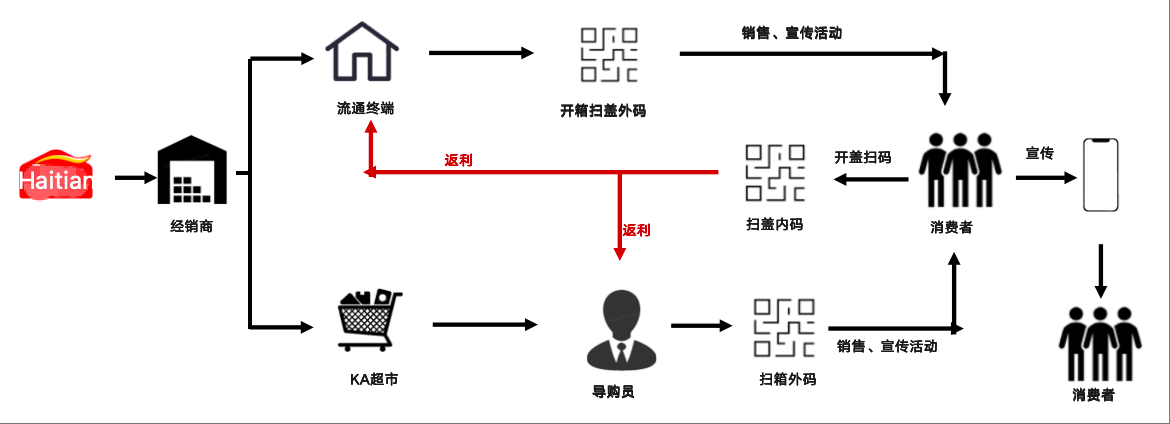 销售、宣传活动
流通终端
开箱扫盖外码
Haitian
经销商
返利
开盖扫码
宣传
扫盖内码
消费者
返利
KA超市
导购员
扫箱外码
销售、宣传活动
消费者